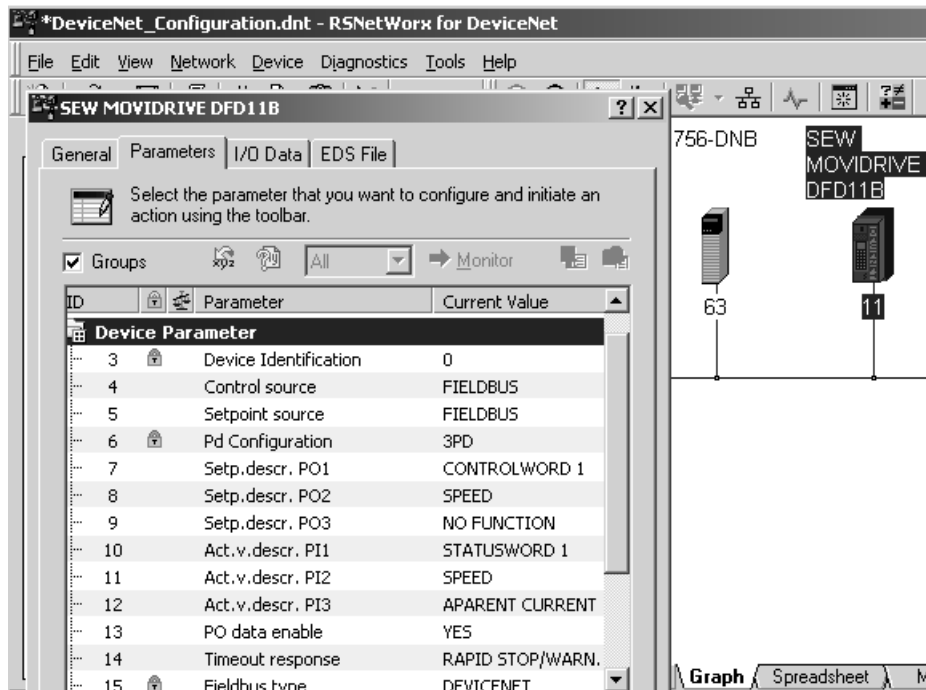 *DeviceNet_Configuration.dnt - RSNetWorx for DeviceNet
File Edit View Network Device Diagnostics Tools Help
SEW MOVIDRIVE DFD11B
General Parameters I/O Data EDS File
Select the parameter that you want to configure and initiate an
action using the toolbar.
Groups xyz All Monitor
ID Parameter Current Value
Device Parameter
3 Device Identification 0
4 Control source FIELDBUS
5 Setpoint source FIELDBUS
6 Pd Configuration 3PD
7 Setp.descr. PO1 CONTROLWORD 1
8 Setp.descr. PO2 SPEED
9 Setp.descr. PO3 NO FUNCTION
10 Act.v.descr. PI1 STATUSWORD 1
11 Act.v.descr. PI2 SPEED
12 Act.v.descr. PI3 APARENT CURRENT
13 PO data enable YES
14 Timeout response RAPID STOP/WARN.
15 Fieldbus type DEVICENET
756-DNB
63
SEW
MOVIDRIVE
DFD11B
11
Graph Spreadsheet M